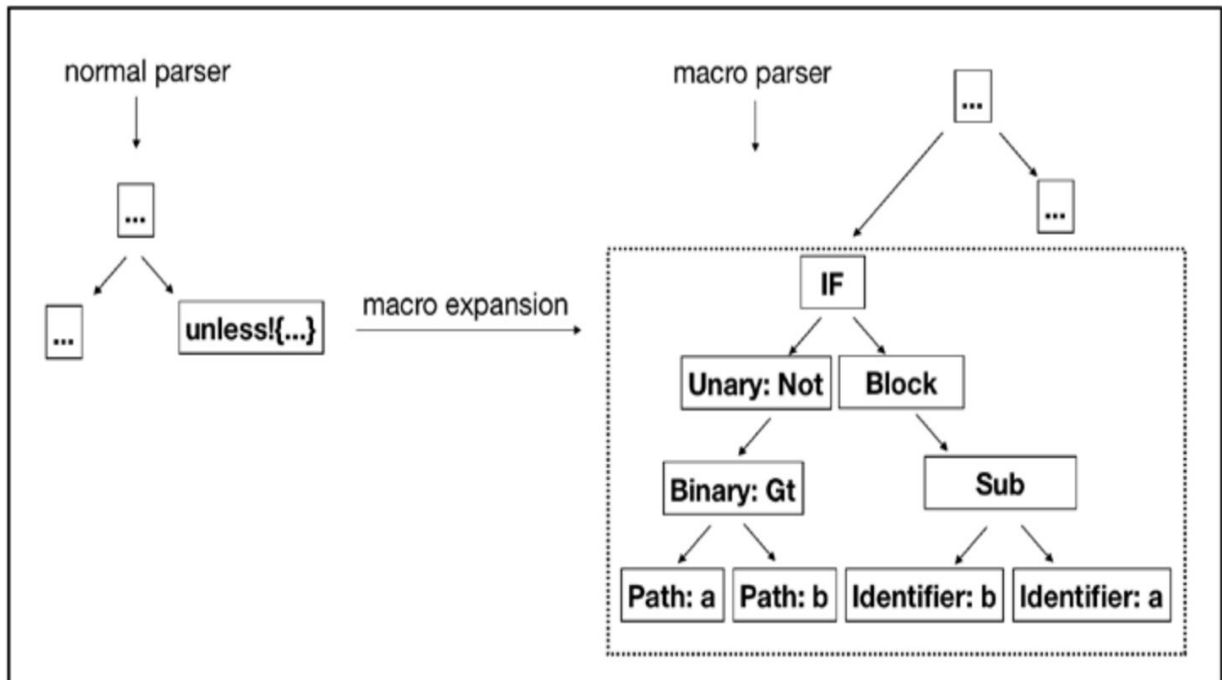 normal parser
...
...
unless!{...}
macro expansion
macro parser
...
...
IF
Unary: Not
Block
Binary: Gt
Sub
Path: a
Path: b
Identifier: b
Identifier: a